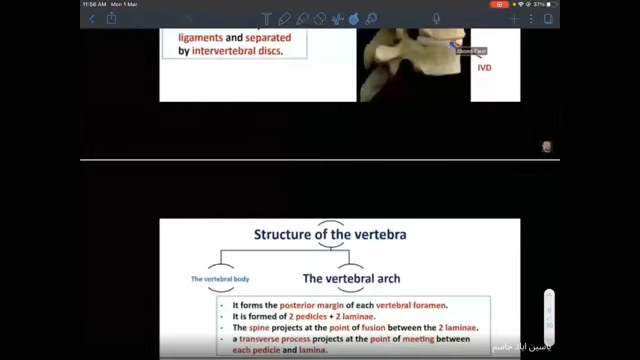 11:56 AM Mon 1 Mar
37%
ligaments and separated
by intervertebral discs.
IVD
Structure of the vertebra
The vertebral body
The vertebral arch
- It forms the posterior margin of each vertebral foramen.
- It is formed of 2 pedicles + 2 laminae.
- The spine projects at the point of fusion between the 2 laminae.
- a transverse process projects at the point of meeting between
each pedicle and lamina.
ياسين اياد جاسم